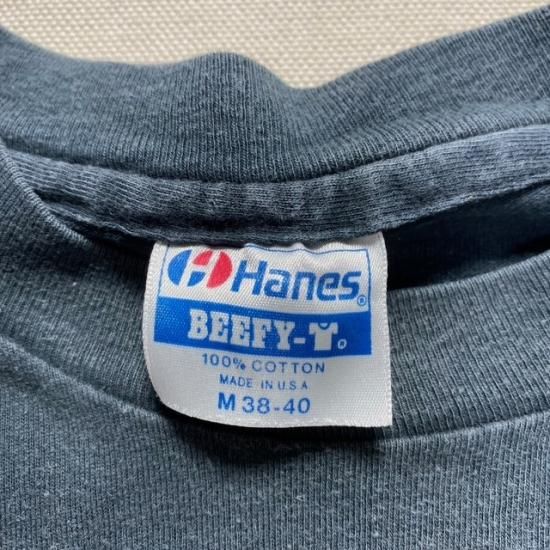 Hanes®
BEEFY-T®
100% COTTON
MADE IN U.S.A
M 38-40